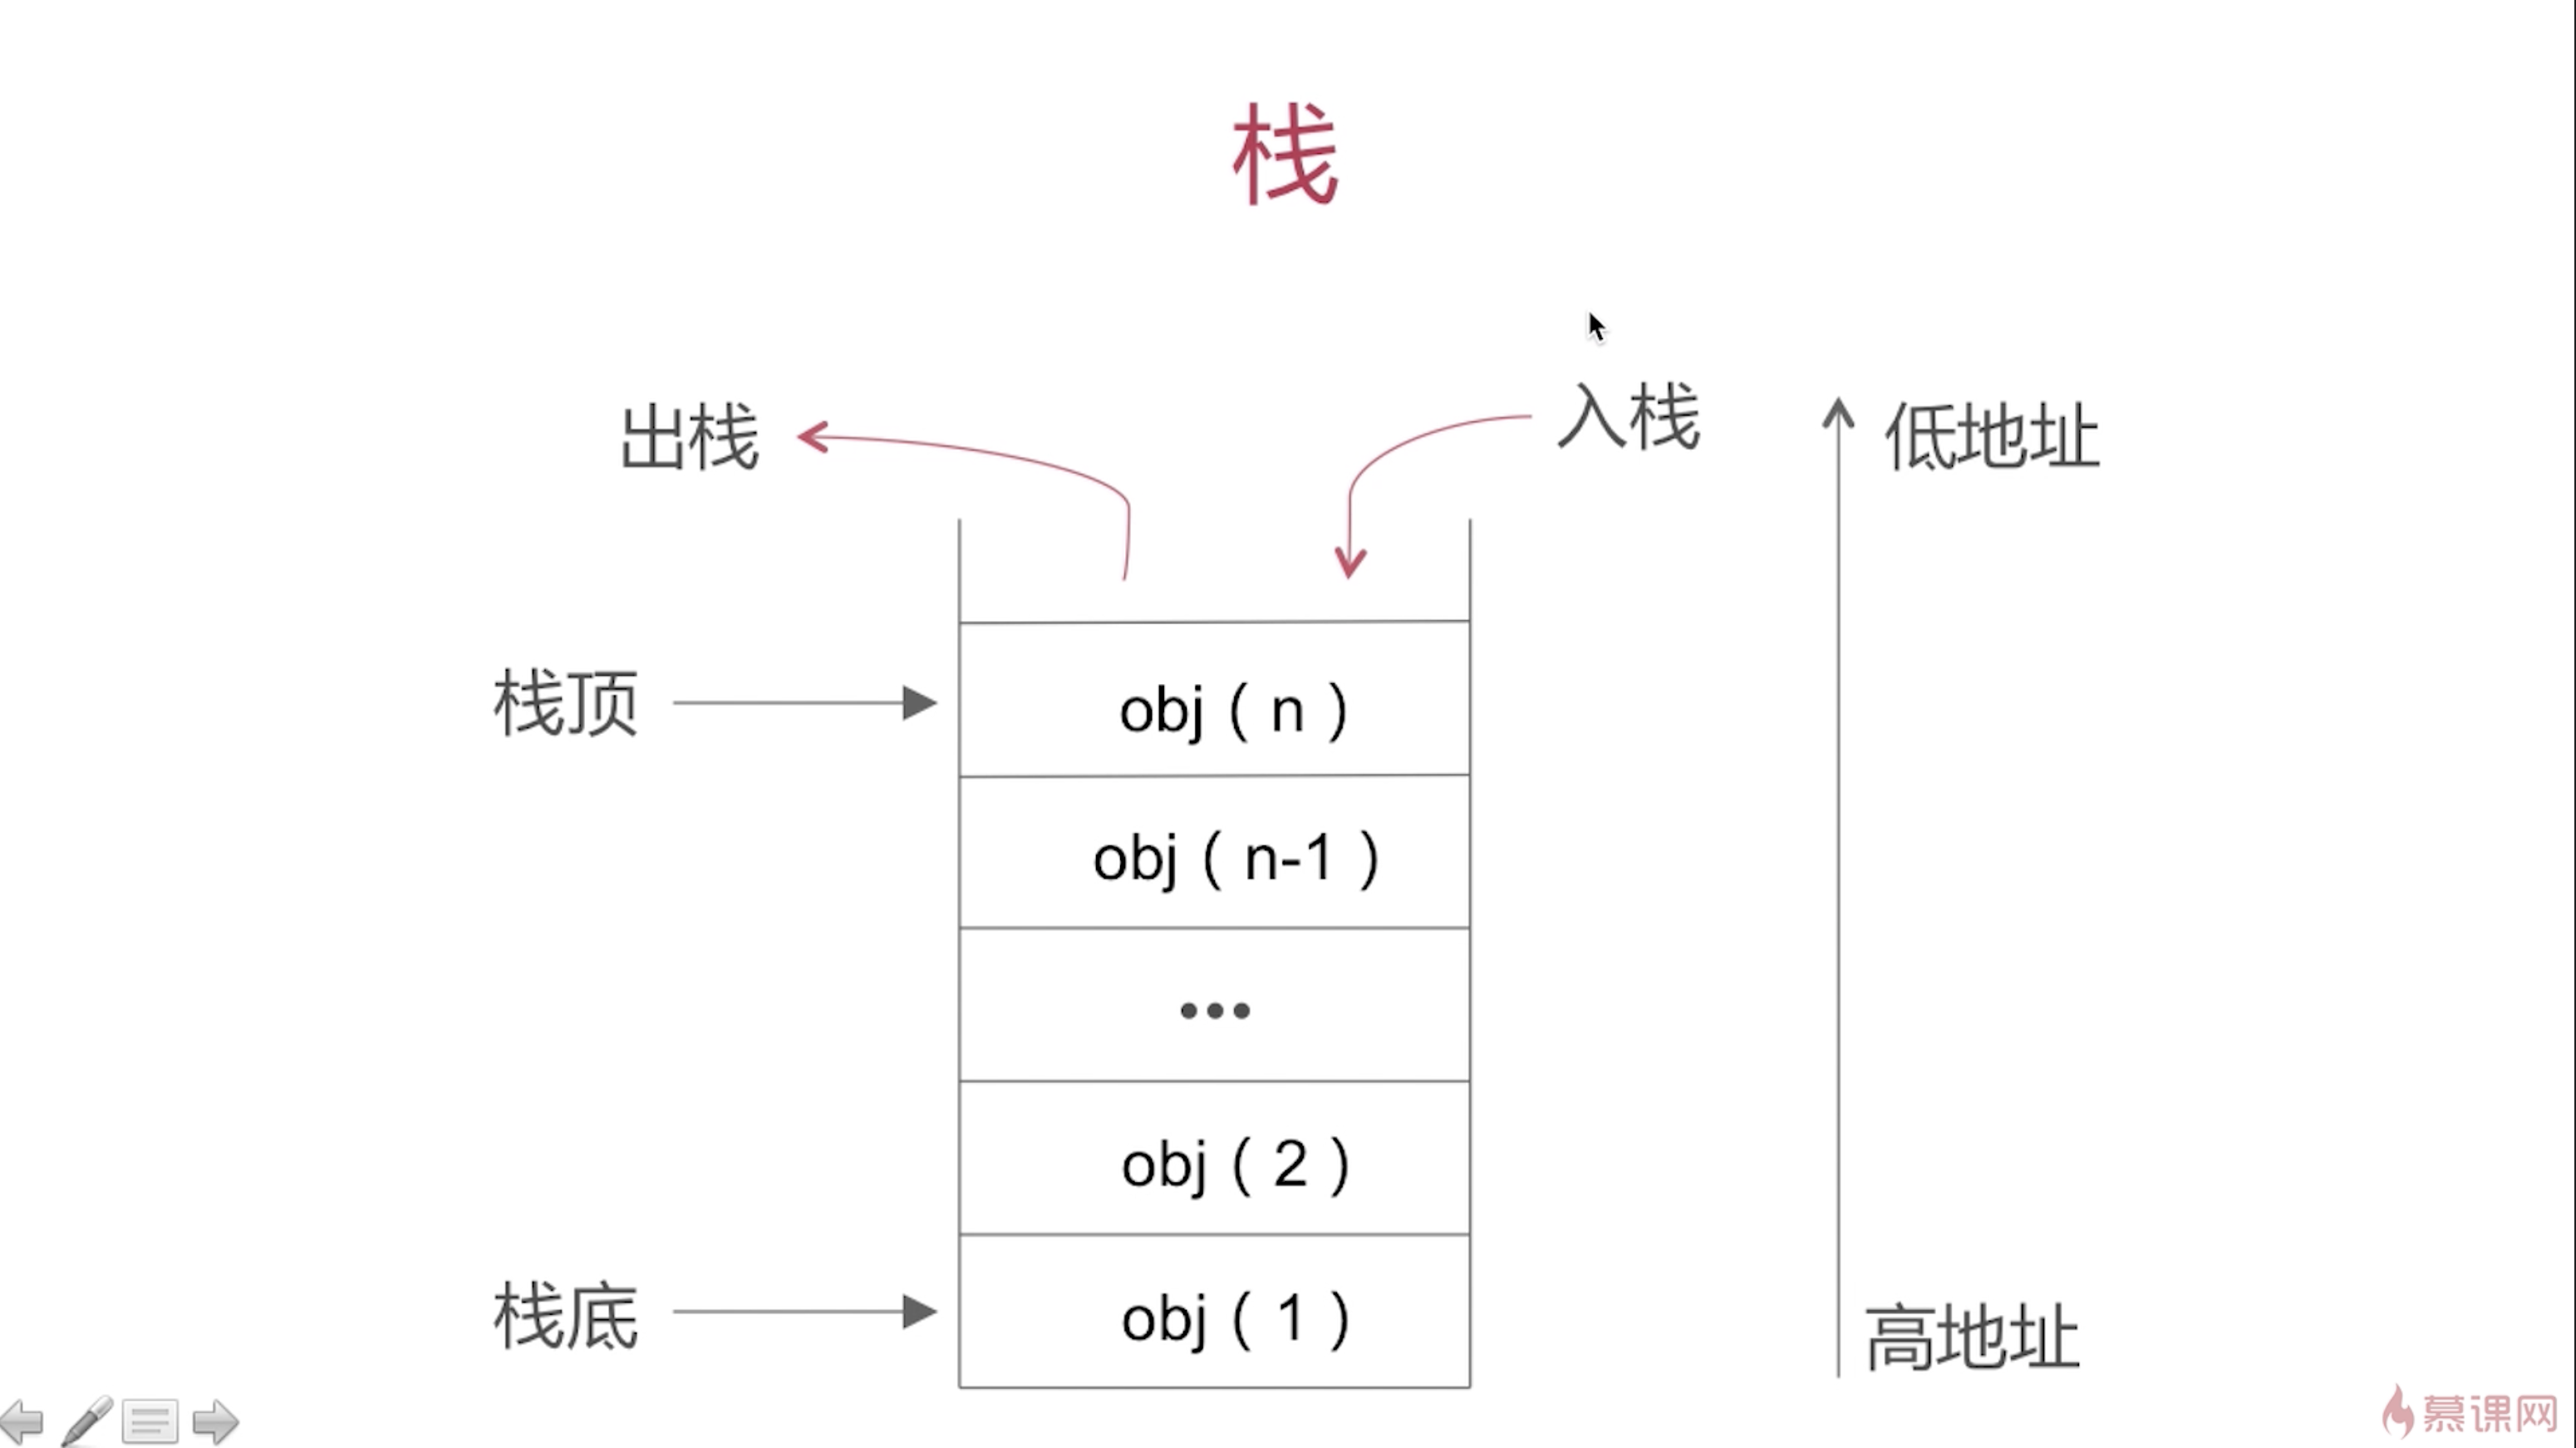 栈
出栈
入栈
低地址
栈顶
obj ( n )
obj ( n-1 )
•••
obj ( 2 )
栈底
obj ( 1 )
高地址
慕课网